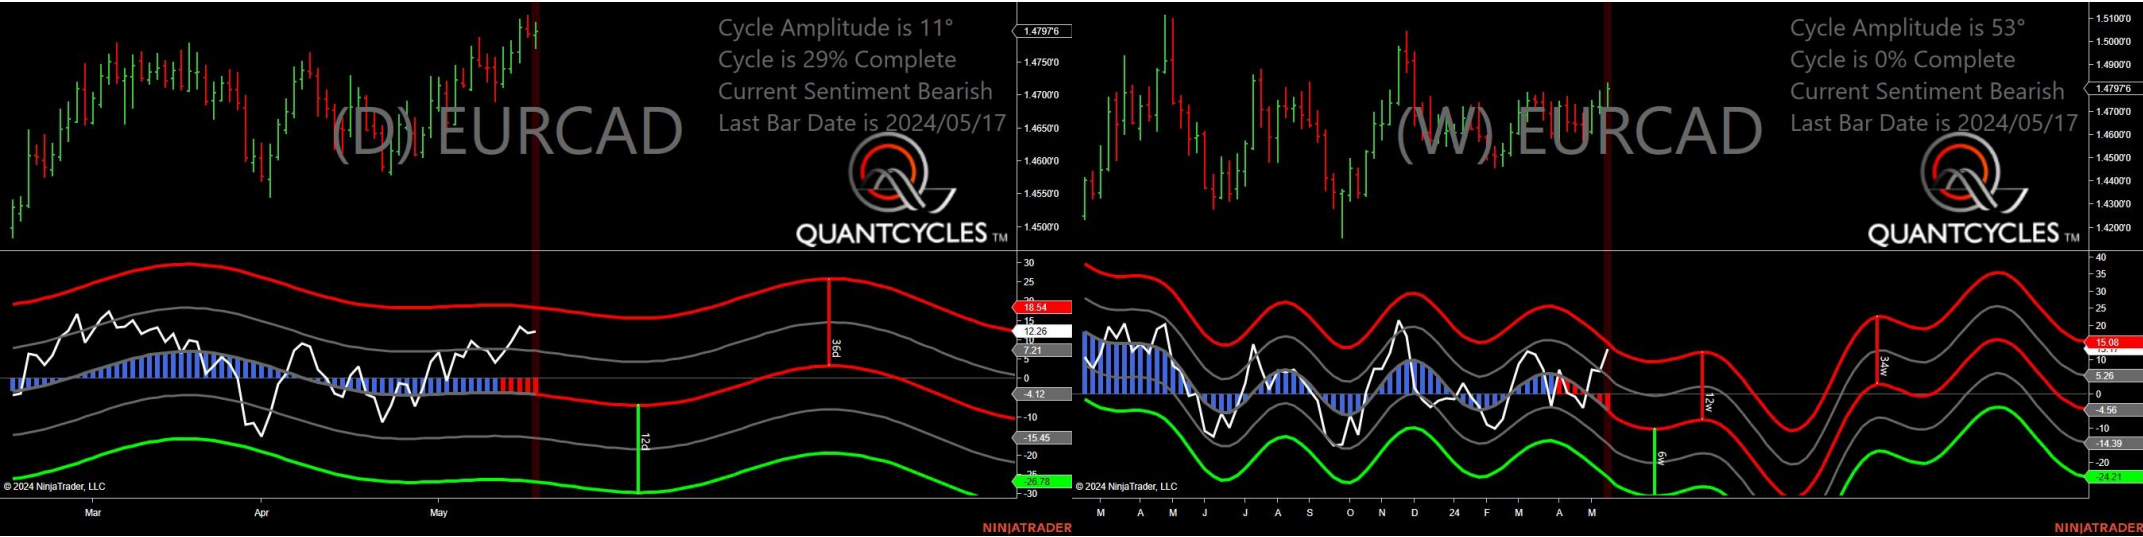 Cycle Amplitude is 11°
Cycle is 29% Complete
Current Sentiment Bearish
Last Bar Date is 2024/05/17
(D) EURCAD
QUANTCYCLES TM
1.4797'6
1.4750'0
1.4700'0
1.4650'0
1.4600'0
1.4550'0
1.4500'0
30
25
18.54
15
12.26
10
7.21
5
0
-4.12
-10
-15.45
-20
-25
-26.78
-30
36d
12d
© 2024 NinjaTrader, LLC
Mar Apr May
NINJATRADER
Cycle Amplitude is 53°
Cycle is 0% Complete
Current Sentiment Bearish
Last Bar Date is 2024/05/17
(W) EURCAD
QUANTCYCLES TM
1.5100'0
1.5000'0
1.4900'0
1.4797'6
1.4700'0
1.4600'0
1.4500'0
1.4400'0
1.4300'0
1.4200'0
40
35
30
25
20
15.08
10
5.26
0
-4.56
-10
-14.39
-20
-24.21
12w
6w
34w
© 2024 NinjaTrader, LLC
M A M J J A S O N D 24 F M A M
NINJATRADER